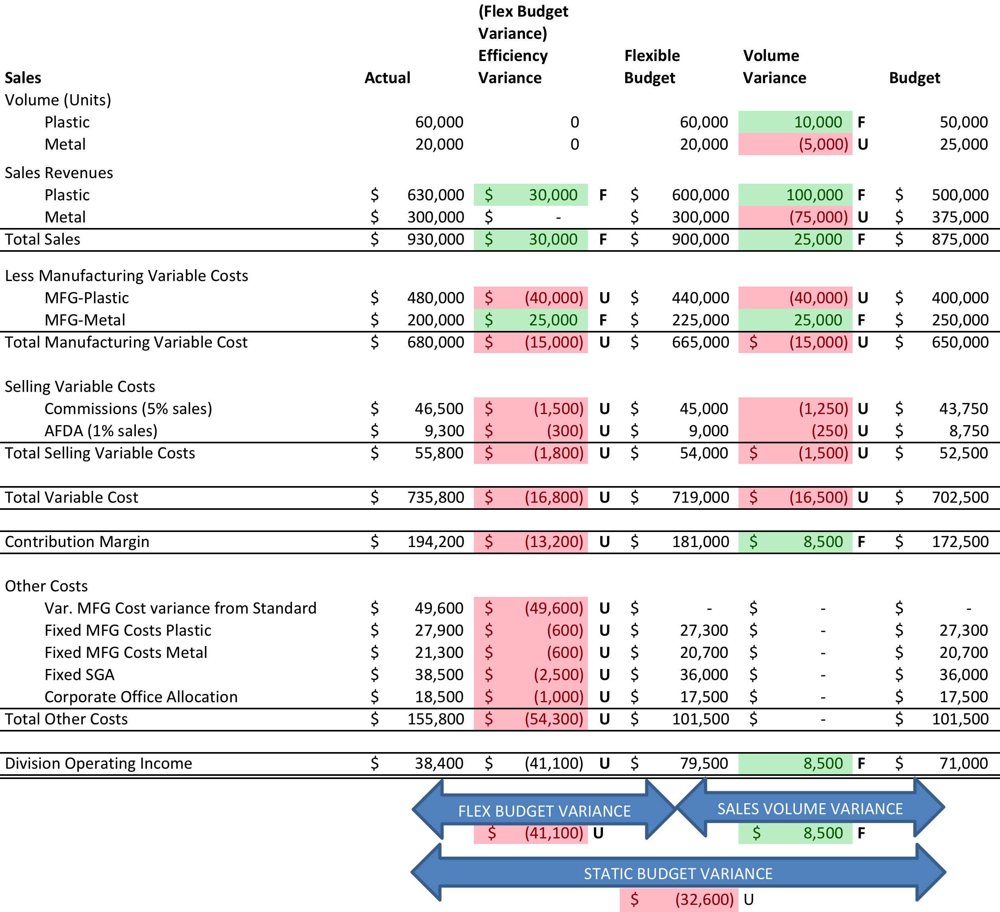 (Flex Budget
Variance)
Efficiency Flexible Volume
Sales Actual Variance Budget Variance Budget
Volume (Units)
Plastic 60,000 0 60,000 10,000 F 50,000
Metal 20,000 0 20,000 (5,000) U 25,000
Sales Revenues
Plastic $ 630,000 $ 30,000 F $ 600,000 100,000 F $ 500,000
Metal $ 300,000 $ - $ 300,000 (75,000) U $ 375,000
Total Sales $ 930,000 $ 30,000 F $ 900,000 25,000 F $ 875,000
Less Manufacturing Variable Costs
MFG-Plastic $ 480,000 $ (40,000) U $ 440,000 (40,000) U $ 400,000
MFG-Metal $ 200,000 $ 25,000 F $ 225,000 25,000 F $ 250,000
Total Manufacturing Variable Cost $ 680,000 $ (15,000) U $ 665,000 $ (15,000) U $ 650,000
Selling Variable Costs
Commissions (5% sales) $ 46,500 $ (1,500) U $ 45,000 (1,250) U $ 43,750
AFDA (1% sales) $ 9,300 $ (300) U $ 9,000 (250) U $ 8,750
Total Selling Variable Costs $ 55,800 $ (1,800) U $ 54,000 $ (1,500) U $ 52,500
Total Variable Cost $ 735,800 $ (16,800) U $ 719,000 $ (16,500) U $ 702,500
Contribution Margin $ 194,200 $ (13,200) U $ 181,000 $ 8,500 F $ 172,500
Other Costs
Var. MFG Cost variance from Standard $ 49,600 $ (49,600) U $ - $ - $ -
Fixed MFG Costs Plastic $ 27,900 $ (600) U $ 27,300 $ - $ 27,300
Fixed MFG Costs Metal $ 21,300 $ (600) U $ 20,700 $ - $ 20,700
Fixed SGA $ 38,500 $ (2,500) U $ 36,000 $ - $ 36,000
Corporate Office Allocation $ 18,500 $ (1,000) U $ 17,500 $ - $ 17,500
Total Other Costs $ 155,800 $ (54,300) U $ 101,500 $ - $ 101,500
Division Operating Income $ 38,400 $ (41,100) U $ 79,500 8,500 F $ 71,000
FLEX BUDGET VARIANCE SALES VOLUME VARIANCE
$ (41,100) U $ 8,500 F
STATIC BUDGET VARIANCE
$ (32,600) U